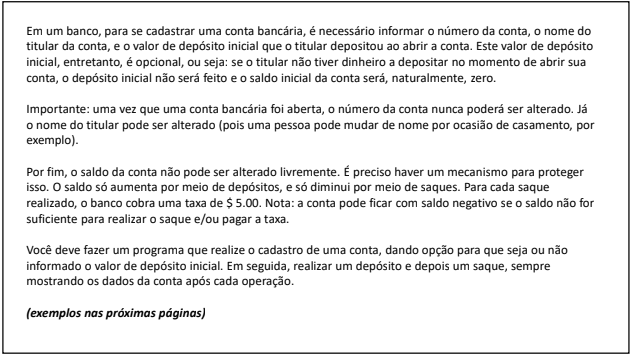 Em um banco, para se cadastrar uma conta bancária, é necessário informar o número da conta, o nome do
titular da conta, e o valor de depósito inicial que o titular depositou ao abrir a conta. Este valor de depósito
inicial, entretanto, é opcional, ou seja: se o titular não tiver dinheiro a depositar no momento de abrir sua
conta, o depósito inicial não será feito e o saldo inicial da conta será, naturalmente, zero.
Importante: uma vez que uma conta bancária foi aberta, o número da conta nunca poderá ser alterado. Já
o nome do titular pode ser alterado (pois uma pessoa pode mudar de nome por ocasião de casamento, por
exemplo).
Por fim, o saldo da conta não pode ser alterado livremente. É preciso haver um mecanismo para proteger
isso. O saldo só aumenta por meio de depósitos, e só diminui por meio de saques. Para cada saque
realizado, o banco cobra uma taxa de $ 5.00. Nota: a conta pode ficar com saldo negativo se o saldo não for
suficiente para realizar o saque e/ou pagar a taxa.
Você deve fazer um programa que realize o cadastro de uma conta, dando opção para que seja ou não
informado o valor de depósito inicial. Em seguida, realizar um depósito e depois um saque, sempre
mostrando os dados da conta após cada operação.
(exemplos nas próximas páginas)